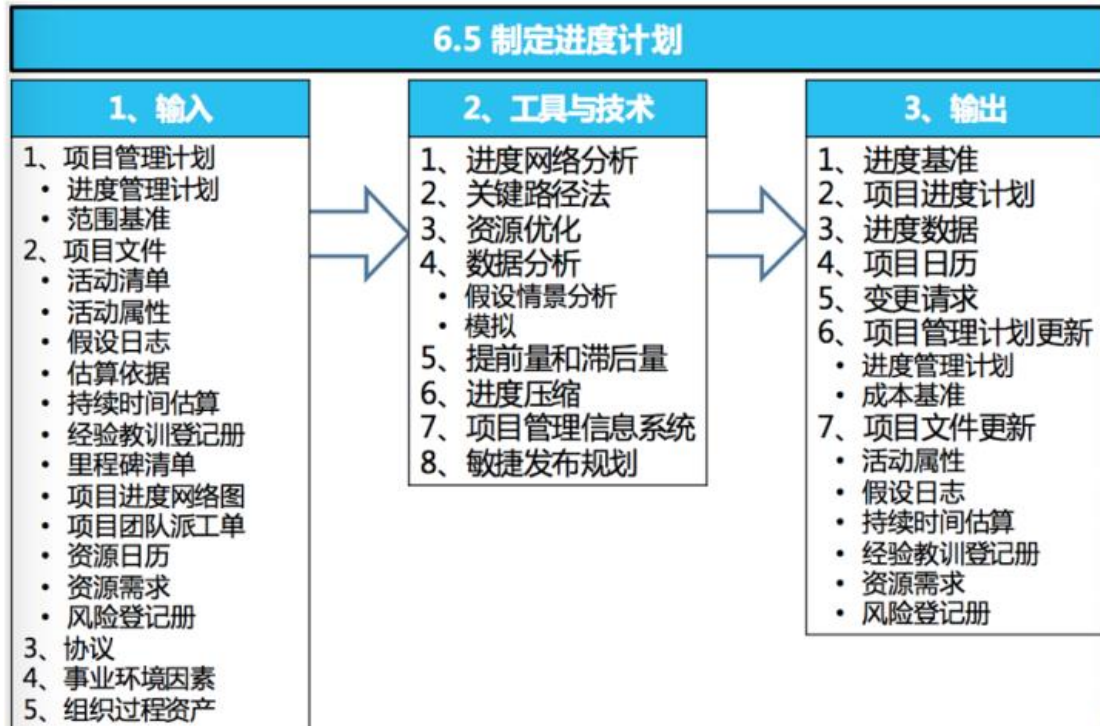 6.5 制定进度计划
1、输入
1、项目管理计划
• 进度管理计划
• 范围基准
2、项目文件
• 活动清单
• 活动属性
• 假设日志
• 估算依据
• 持续时间估算
• 经验教训登记册
• 里程碑清单
• 项目进度网络图
• 项目团队派工单
• 资源日历
• 资源需求
• 风险登记册
3、协议
4、事业环境因素
5、组织过程资产
2、工具与技术
1、进度网络分析
2、关键路径法
3、资源优化
4、数据分析
• 假设情景分析
• 模拟
5、提前量和滞后量
6、进度压缩
7、项目管理信息系统
8、敏捷发布规划
3、输出
1、进度基准
2、项目进度计划
3、进度数据
4、项目日历
5、变更请求
6、项目管理计划更新
• 进度管理计划
• 成本基准
7、项目文件更新
• 活动属性
• 假设日志
• 持续时间估算
• 经验教训登记册
• 资源需求
• 风险登记册